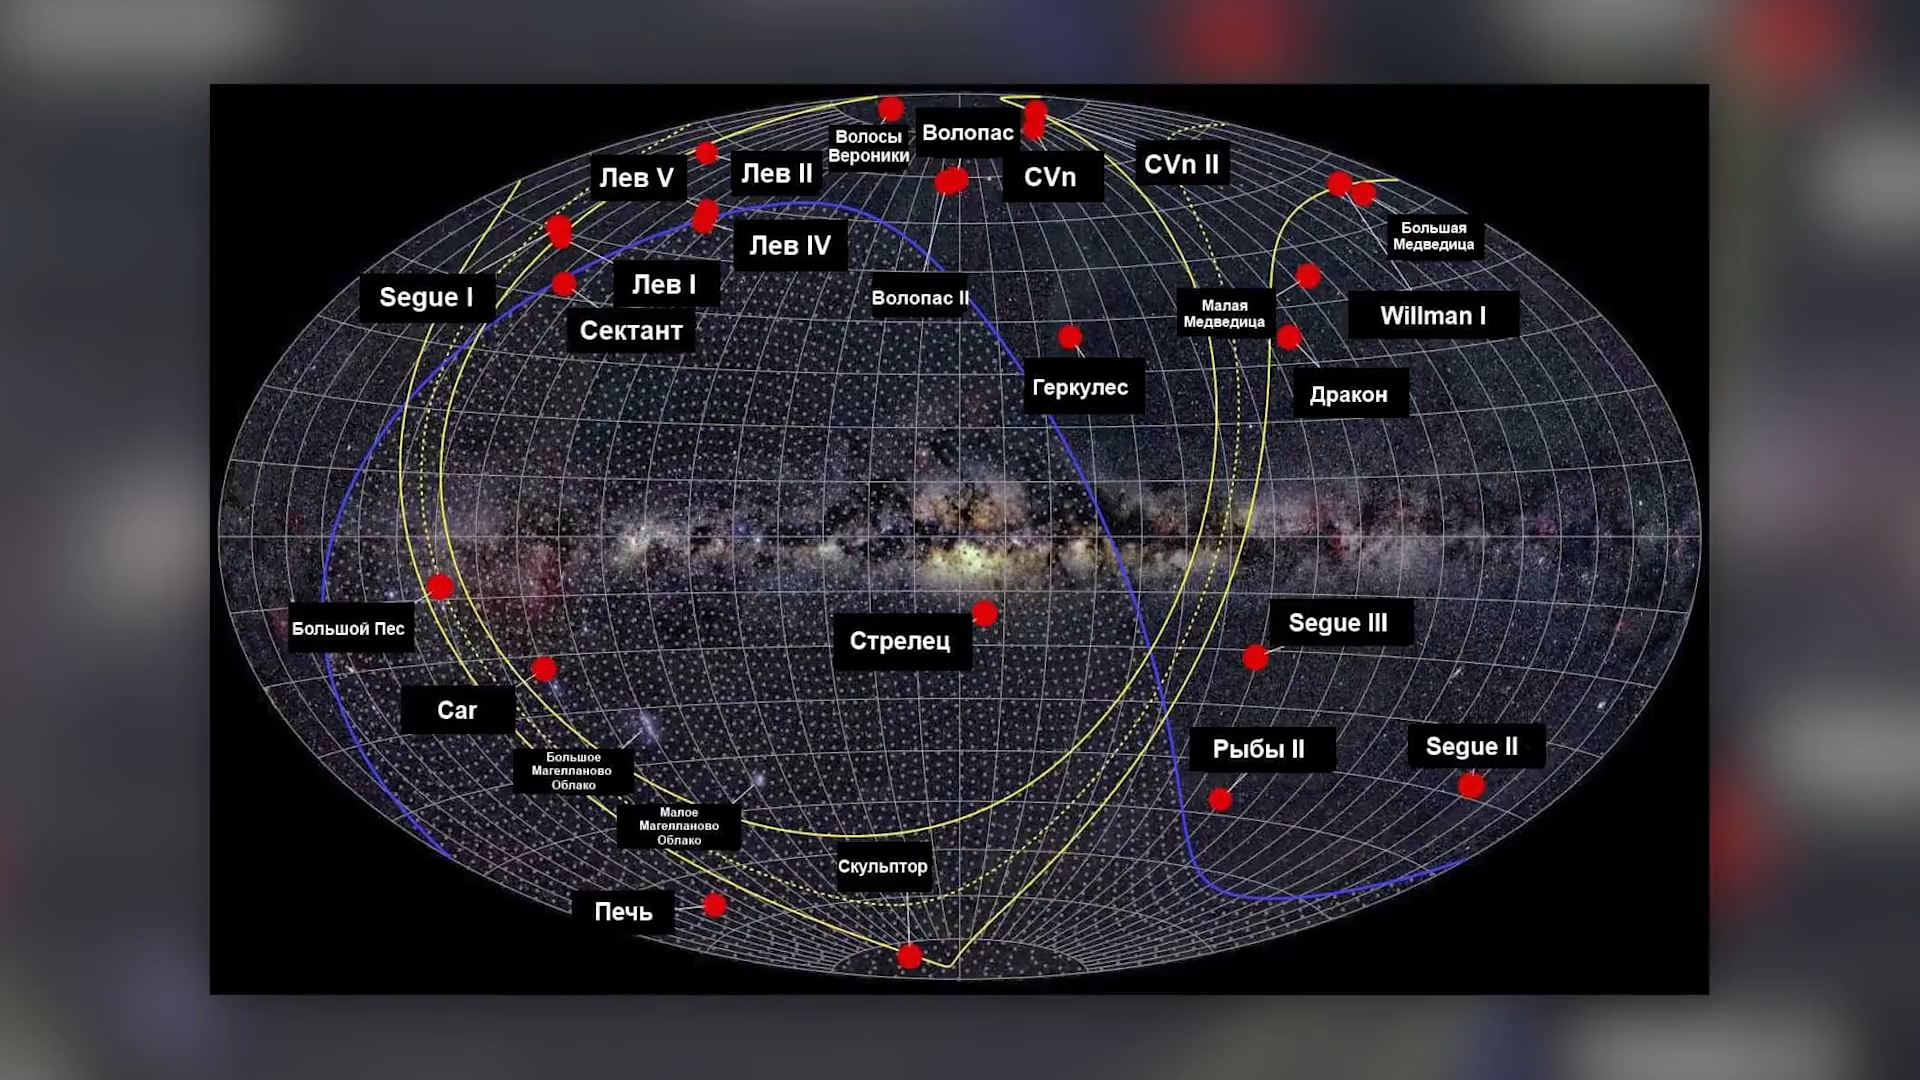 Волосы
Вероники
Волопас
Лев V
Лев II
CVn
CVn II
Большая
Медведица
Лев IV
Segue I
Лев I
Волопас II
Малая
Медведица
Willman I
Сектант
Геркулес
Дракон
Большой Пес
Стрелец
Segue III
Car
Рыбы II
Segue II
Большое
Магелланово
Облако
Малое
Магелланово
Облако
Скульптор
Печь